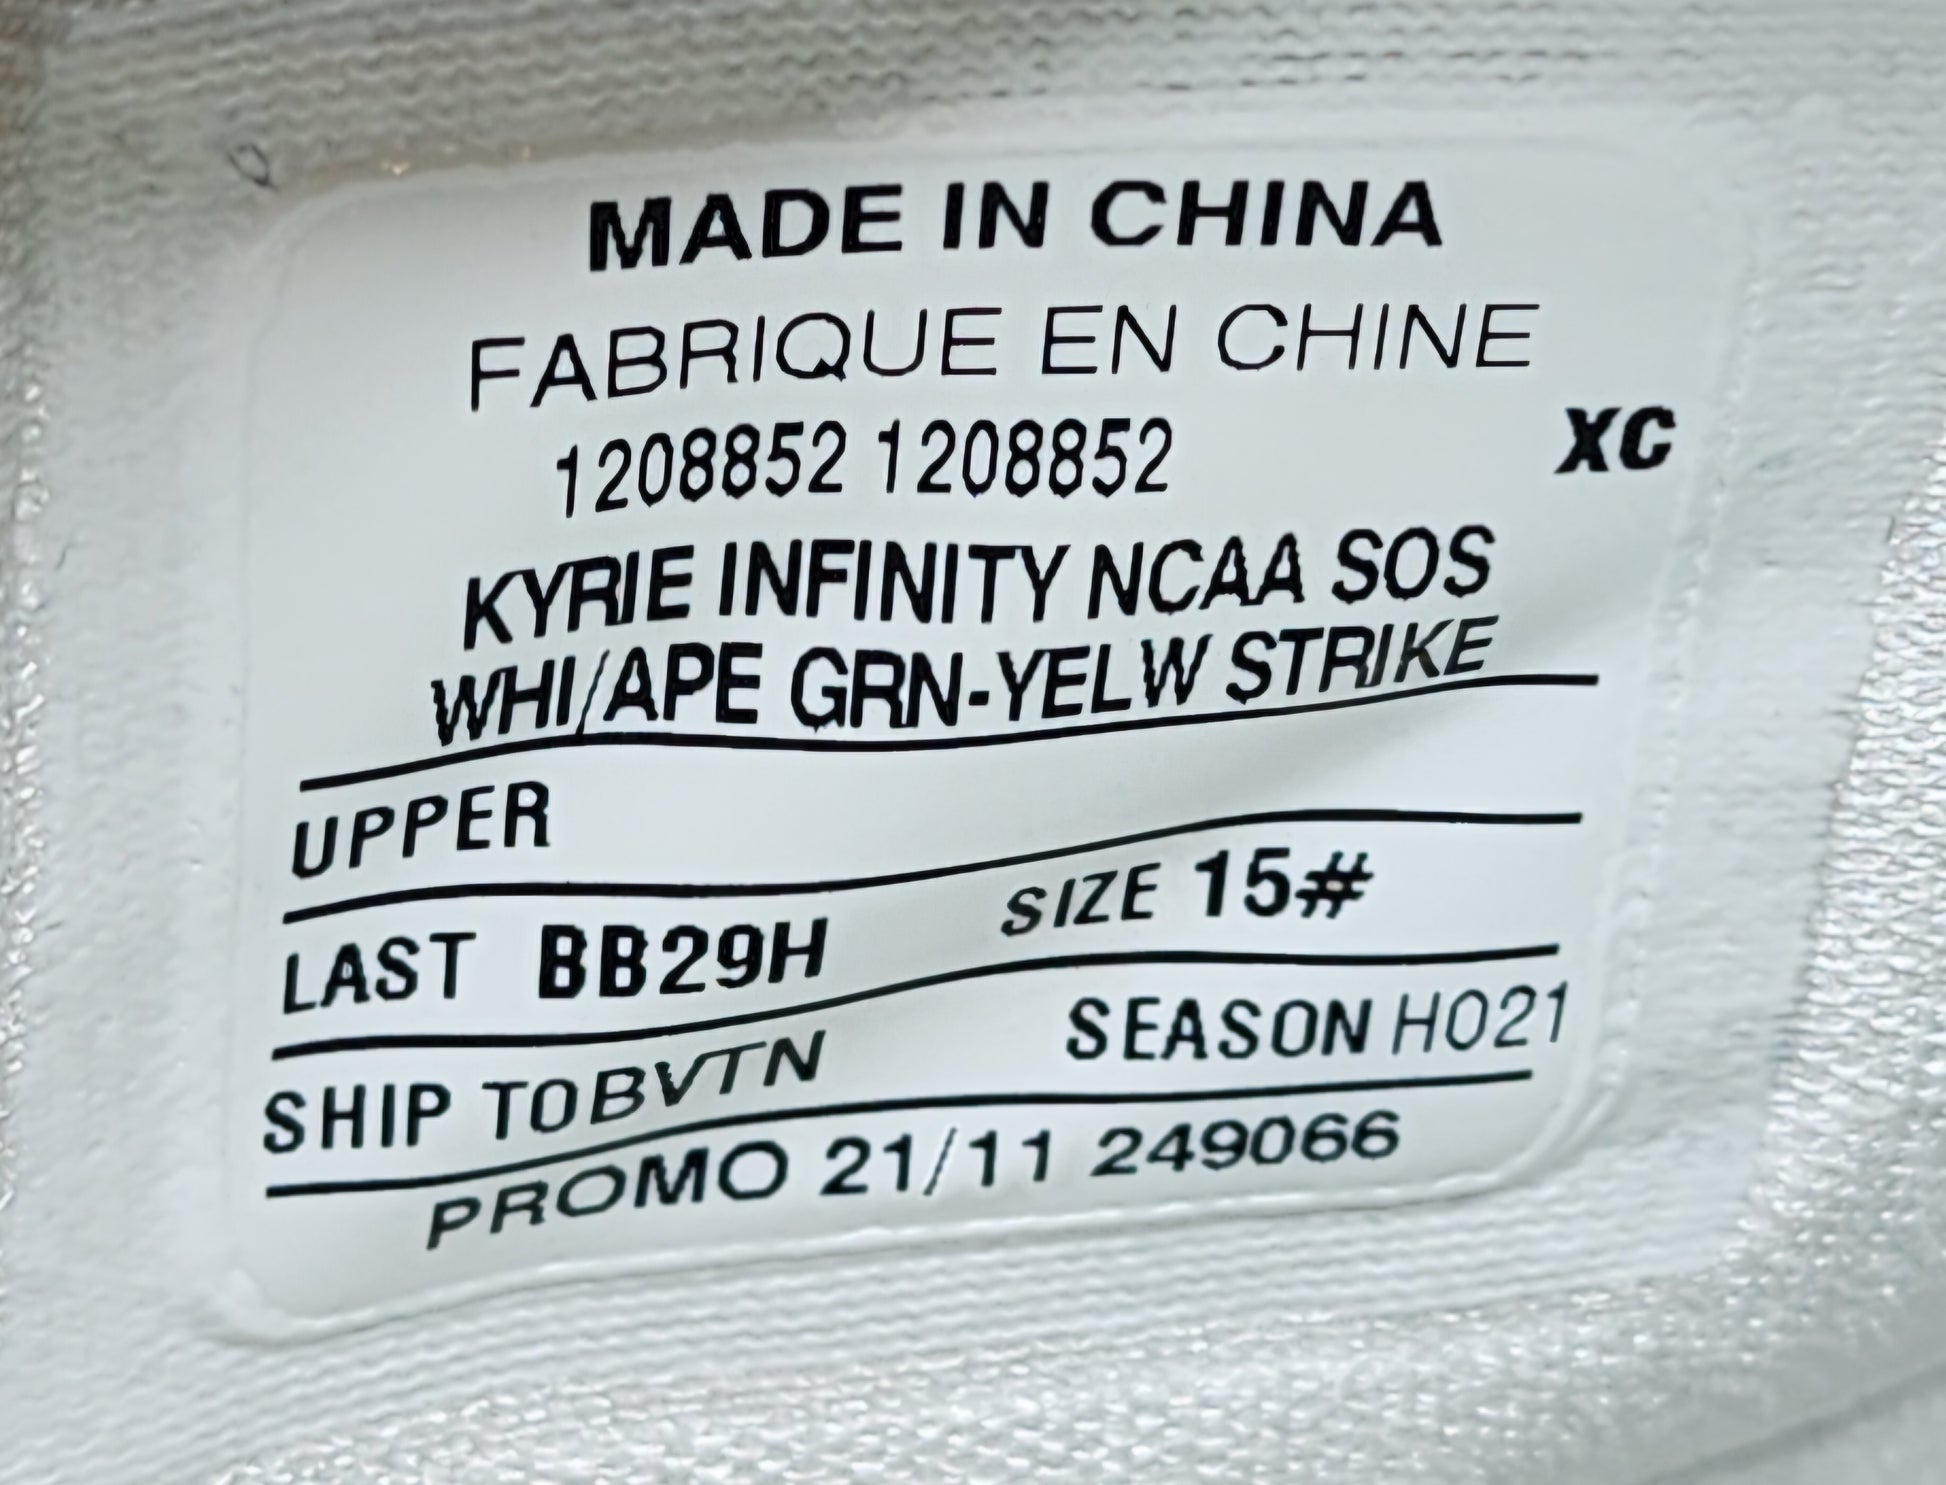 MADE IN CHINA
FABRIQUE EN CHINE
1208852 1208852 XC
KYRIE INFINITY NCAA SOS
WHI/APE GRN-YELW STRIKE
UPPER
LAST BB29H SIZE 15#
SHIP TOBVTN SEASON HO21
PROMO 21/11 249066